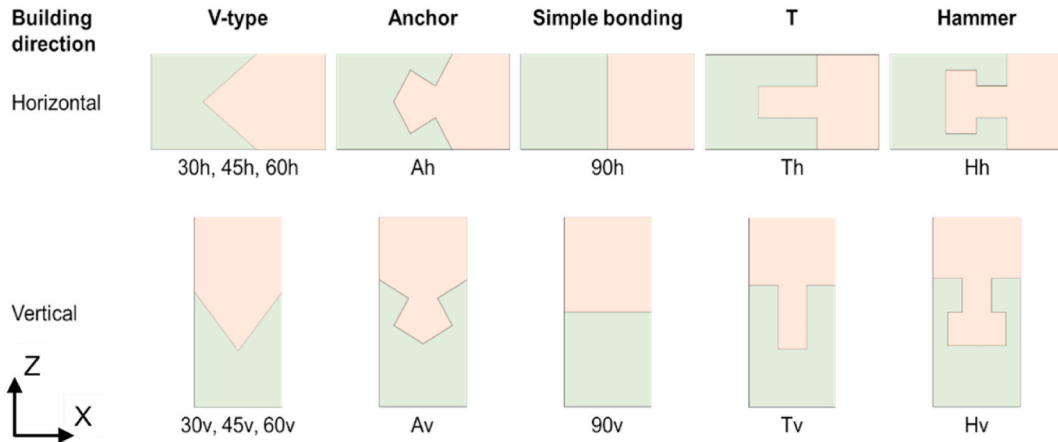 Building direction
V-type
Anchor
Simple bonding
T
Hammer
Horizontal
30h, 45h, 60h
Ah
90h
Th
Hh
Vertical
Z
X
30v, 45v, 60v
Av
90v
Tv
Hv